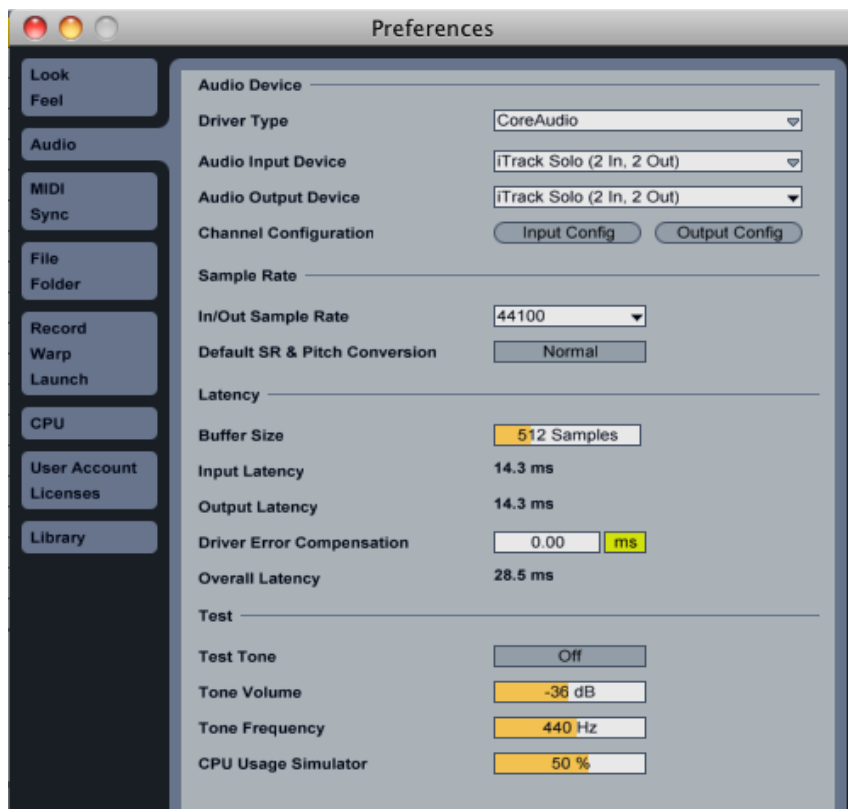 Preferences
Look
Feel
Audio
MIDI
Sync
File
Folder
Record
Warp
Launch
CPU
User Account
Licenses
Library
Audio Device
Driver Type CoreAudio
Audio Input Device iTrack Solo (2 In, 2 Out)
Audio Output Device iTrack Solo (2 In, 2 Out)
Channel Configuration Input Config Output Config
Sample Rate
In/Out Sample Rate 44100
Default SR & Pitch Conversion Normal
Latency
Buffer Size 512 Samples
Input Latency 14.3 ms
Output Latency 14.3 ms
Driver Error Compensation 0.00 ms
Overall Latency 28.5 ms
Test
Test Tone Off
Tone Volume -36 dB
Tone Frequency 440 Hz
CPU Usage Simulator 50 %